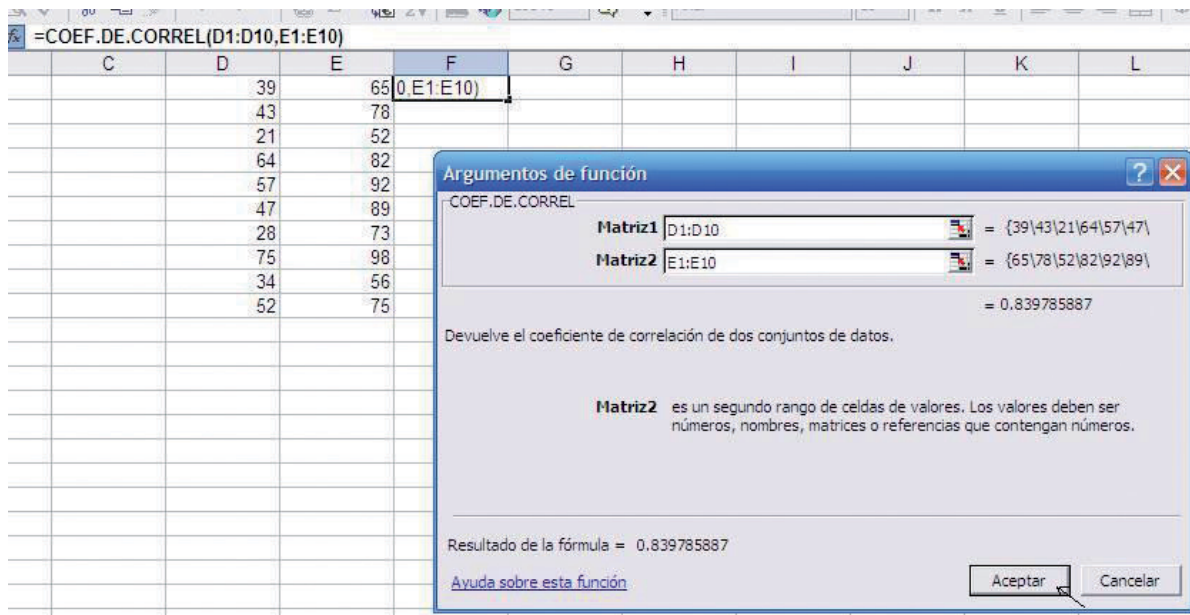 =COEF.DE.CORREL(D1:D10,E1:E10)
C D E F G H I J K L
39 65 0,E1:E10)
43 78
21 52
64 82
57 92
47 89
28 73
75 98
34 56
52 75
Argumentos de función
COEF.DE.CORREL
Matriz1 D1:D10 = {39\43\21\64\57\47\
Matriz2 E1:E10 = {65\78\52\82\92\89\
= 0.839785887
Devuelve el coeficiente de correlación de dos conjuntos de datos.
Matriz2 es un segundo rango de celdas de valores. Los valores deben ser
números, nombres, matrices o referencias que contengan números.
Resultado de la fórmula = 0.839785887
Ayuda sobre esta función
Aceptar Cancelar